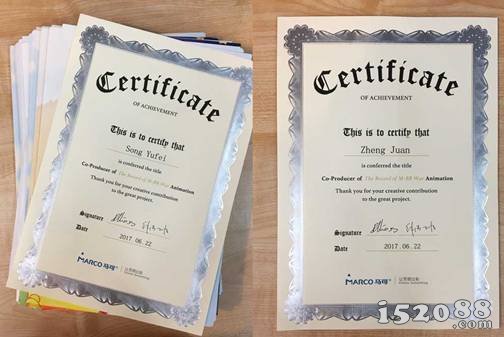 Certificate
OF ACHIEVEMENT
This is to certify that
Song Yufei
is conferred the title
Co-Producer of The Record of M-88 War Animation
Thank you for your creative contribution
to the great project.
Signature
Date 2017.06.22
MARCO 马可
Certificate
OF ACHIEVEMENT
This is to certify that
Zheng Juan
is conferred the title
Co-Producer of The Record of M-88 War Animation
Thank you for your creative contribution
to the great project.
Signature
Date 2017.06.22
MARCO 马可
i52088
.com